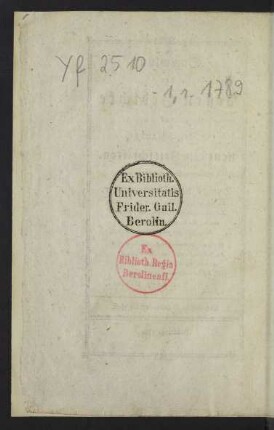 Yf 2510
- 1,1. 1789
Ex Biblioth.
Universitatis
Frider. Guil.
Berolin.
Ex
Biblioth. Regia
Berolinenſi.